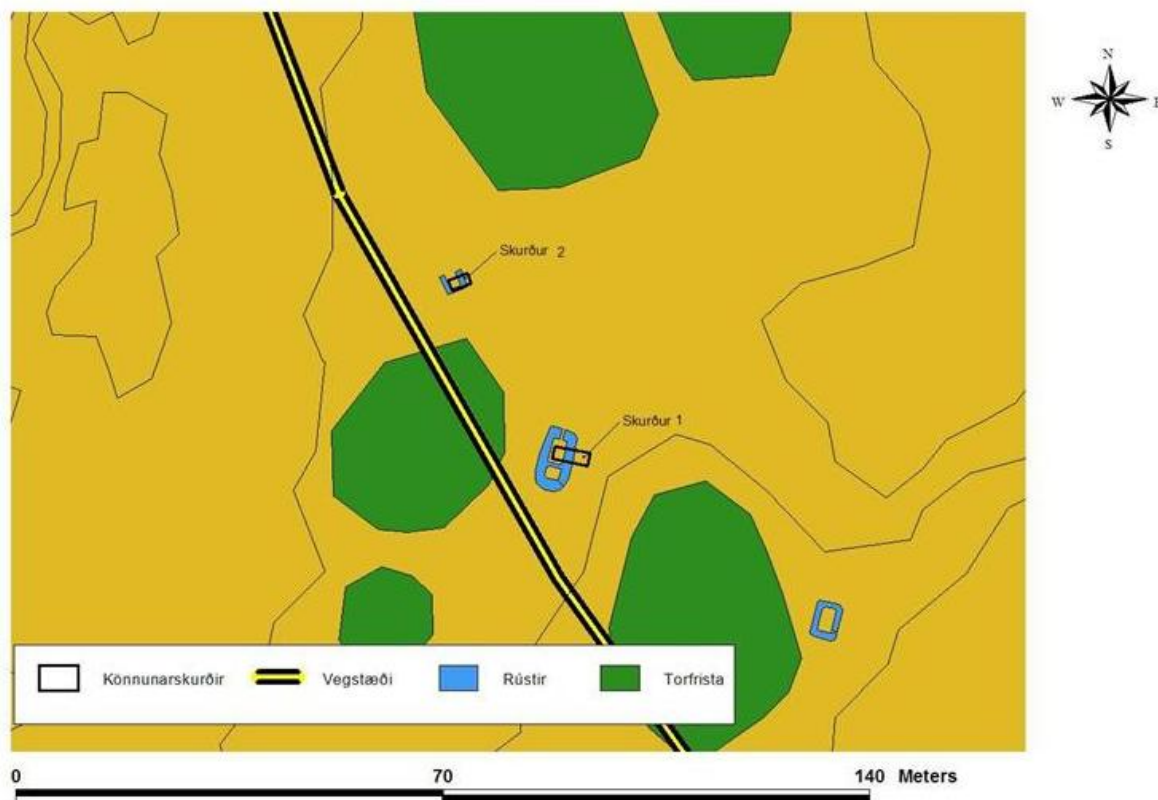 N
W
E
S
Skurður 2
Skurður 1
Könnunarskurðir Vegstæði Rústir Torfrista
0 70 140 Meters